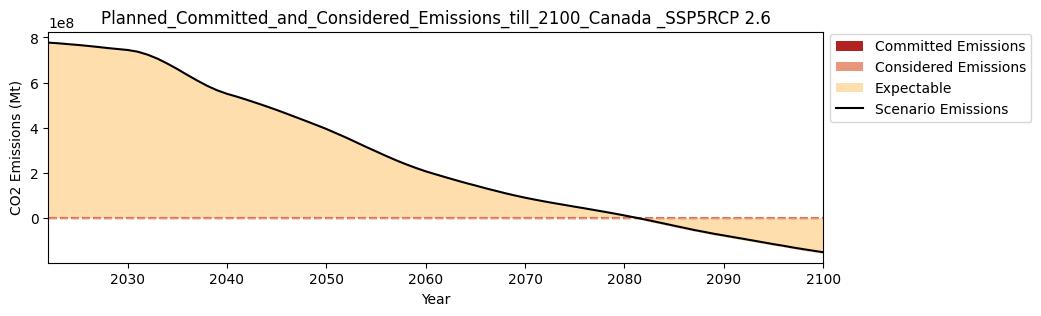 Planned_Committed_and_Considered_Emissions_till_2100_Canada _SSP5RCP 2.6
1e8
8
6
4
2
0
CO2 Emissions (Mt)
2030 2040 2050 2060 2070 2080 2090 2100
Year
Committed Emissions
Considered Emissions
Expectable
Scenario Emissions